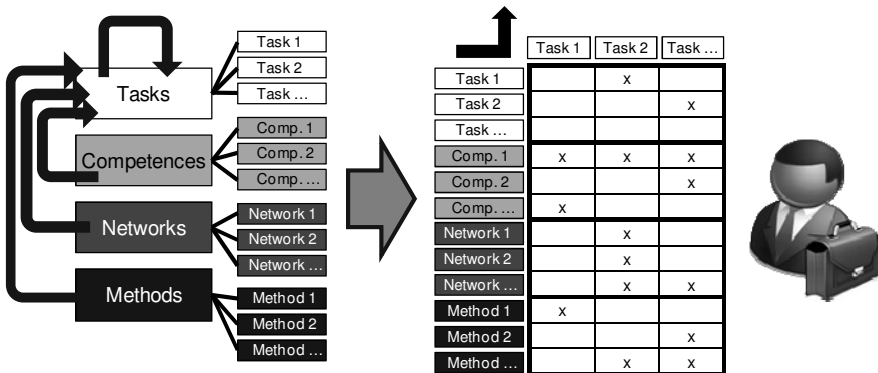 Tasks
Task 1
Task 2
Task …
Competences
Comp. 1
Comp. 2
Comp. …
Networks
Network 1
Network 2
Network …
Methods
Method 1
Method 2
Method …
Task 1 Task 2 Task …
Task 1 x
Task 2 x
Task …
Comp. 1 x x x
Comp. 2 x
Comp. … x
Network 1 x
Network 2 x
Network … x x
Method 1 x
Method 2 x
Method … x x